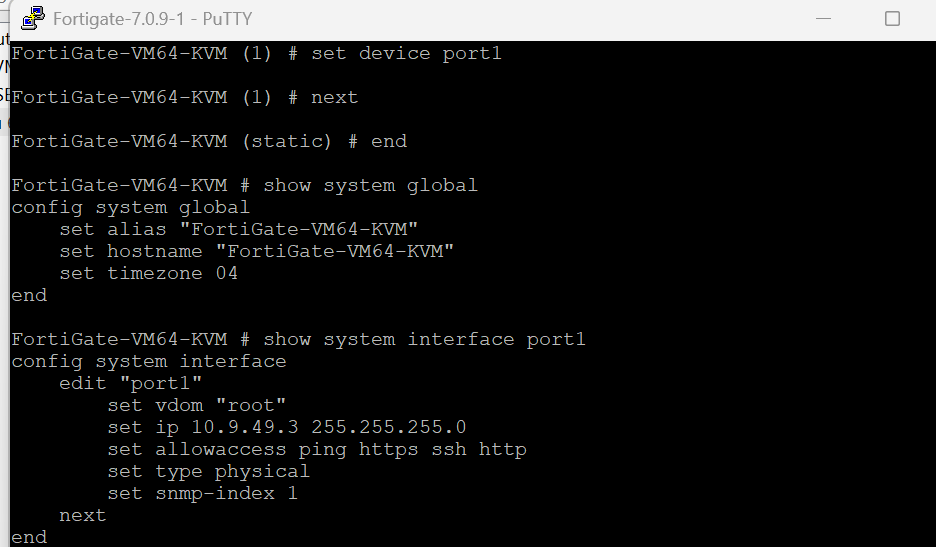 Fortigate-7.0.9-1 - PuTTY
FortiGate-VM64-KVM (1) # set device port1
FortiGate-VM64-KVM (1) # next
FortiGate-VM64-KVM (static) # end
FortiGate-VM64-KVM # show system global
config system global
    set alias "FortiGate-VM64-KVM"
    set hostname "FortiGate-VM64-KVM"
    set timezone 04
end
FortiGate-VM64-KVM # show system interface port1
config system interface
    edit "port1"
        set vdom "root"
        set ip 10.9.49.3 255.255.255.0
        set allowaccess ping https ssh http
        set type physical
        set snmp-index 1
    next
end